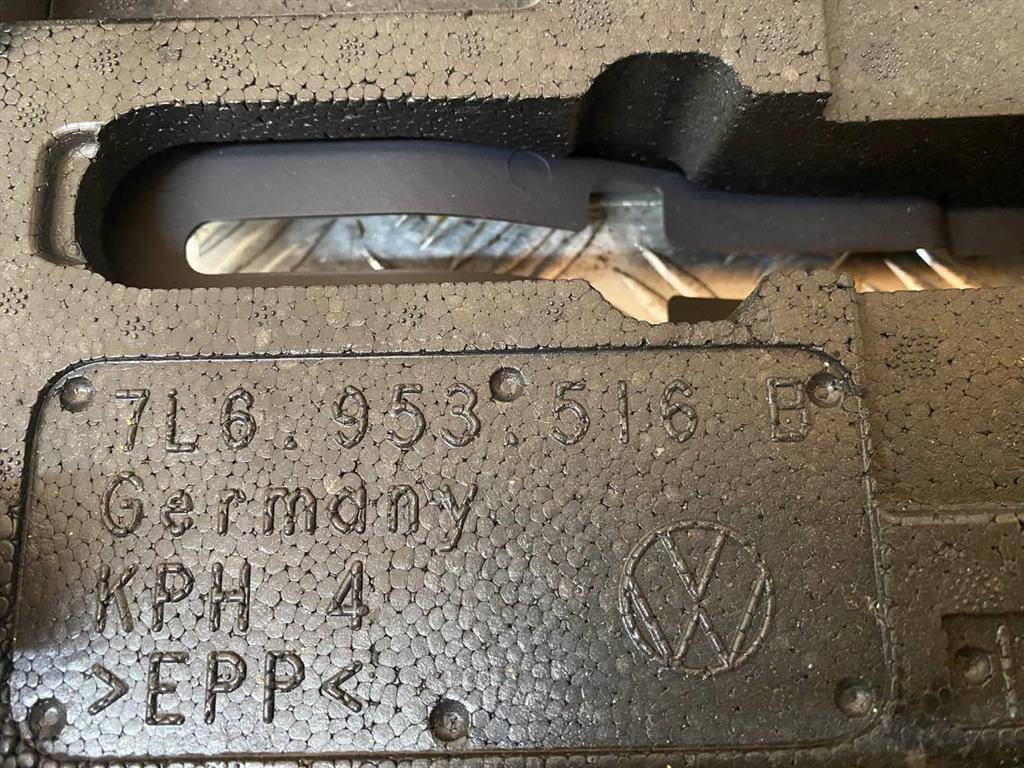 7L6.953.516 B
Germany
KPH 4
>EPP<